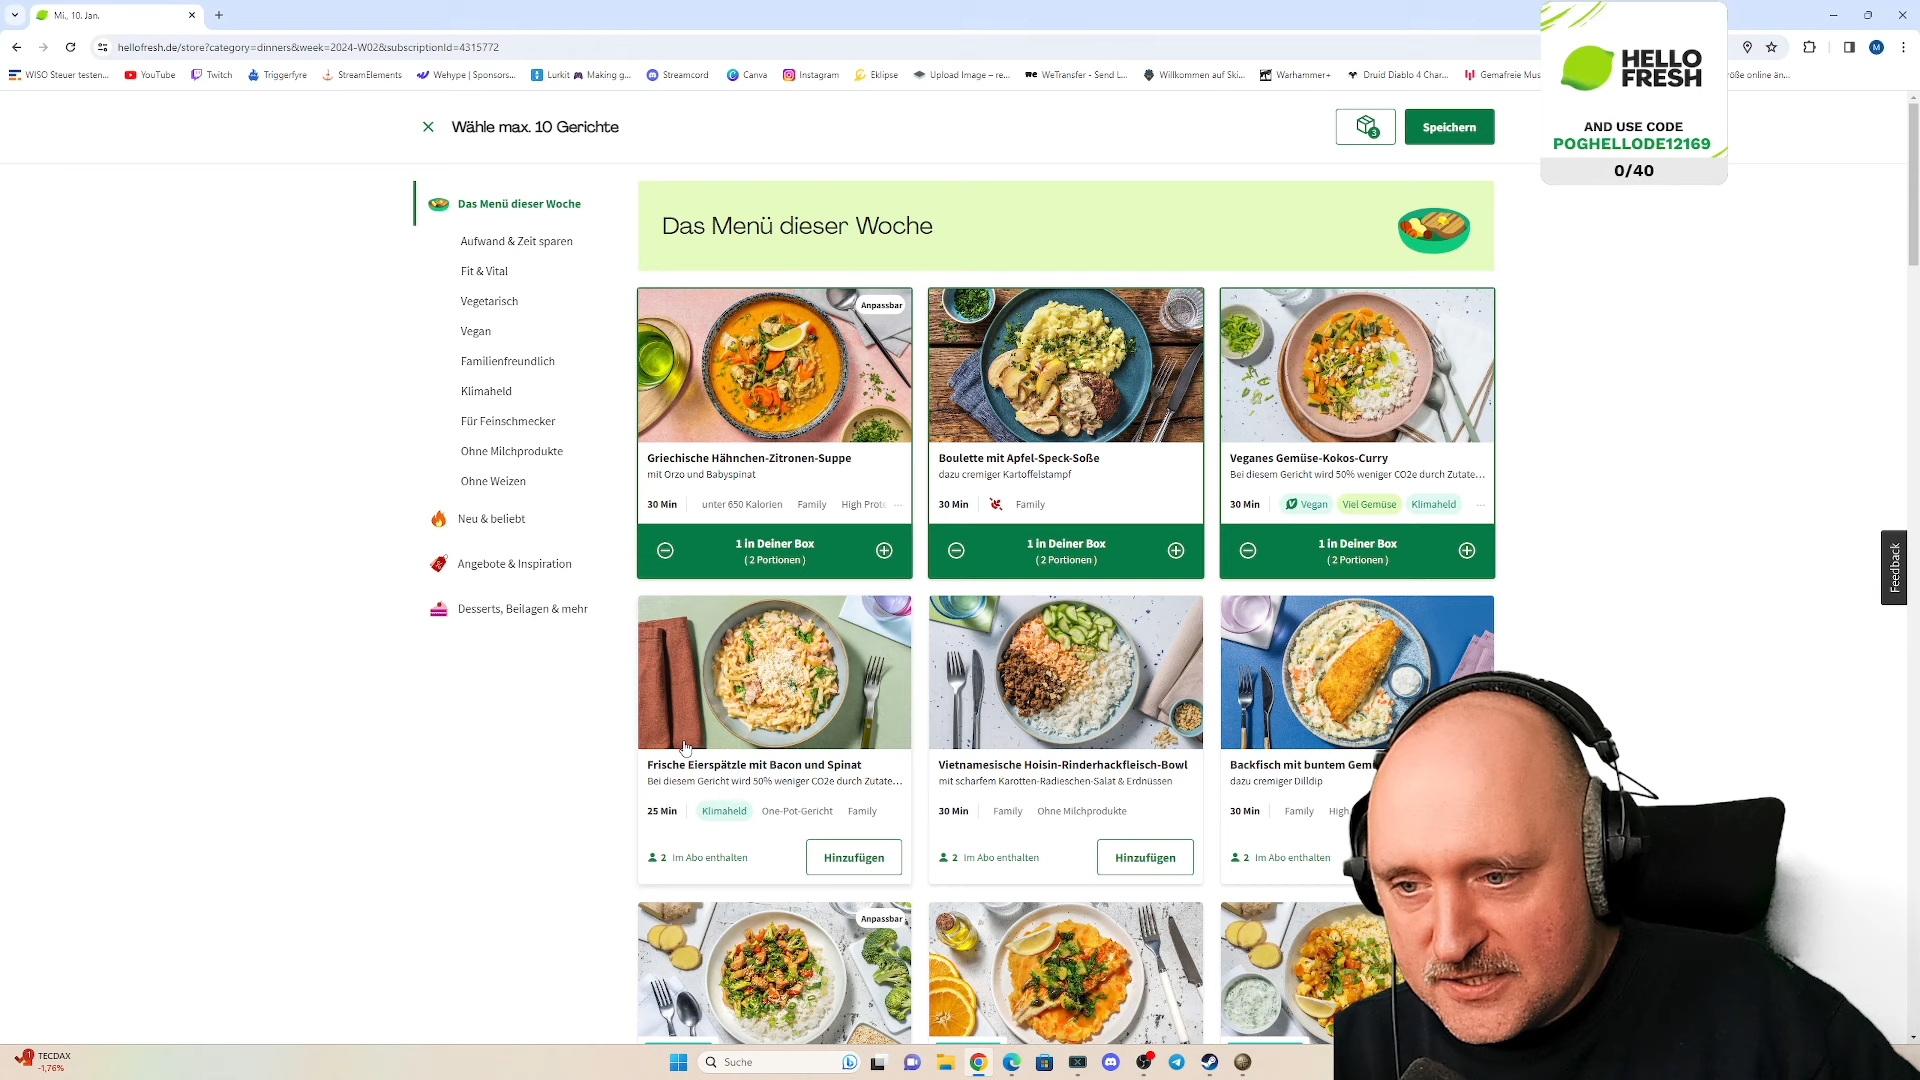 Mi., 10. Jan.
hellofresh.de/store?category=dinners&week=2024-W02&subscriptionId=4315772
M
WISO Steuer testen...
YouTube
Twitch
Triggerfyre
StreamElements
Wehype | Sponsors...
Lurkit 🎮 Making g...
Streamcord
Canva
Instagram
Eklipse
Upload Image – re...
WeTransfer - Send L...
Willkommen auf Ski...
Warhammer+
Druid Diablo 4 Char...
Gemafreie Mus
öße online än...
HELLO
FRESH
AND USE CODE
POGHELLODE12169
0/40
Wähle max. 10 Gerichte
3
Speichern
Das Menü dieser Woche
Aufwand & Zeit sparen
Fit & Vital
Vegetarisch
Vegan
Familienfreundlich
Klimaheld
Für Feinschmecker
Ohne Milchprodukte
Ohne Weizen
Neu & beliebt
Angebote & Inspiration
Desserts, Beilagen & mehr
Das Menü dieser Woche
Anpassbar
Griechische Hähnchen-Zitronen-Suppe
mit Orzo und Babyspinat
30 Min unter 650 Kalorien Family High Prot ...
1 in Deiner Box
( 2 Portionen )
Boulette mit Apfel-Speck-Soße
dazu cremiger Kartoffelstampf
30 Min Family
1 in Deiner Box
( 2 Portionen )
Veganes Gemüse-Kokos-Curry
Bei diesem Gericht wird 50% weniger CO2e durch Zutate...
30 Min Vegan Viel Gemüse Klimaheld ...
1 in Deiner Box
( 2 Portionen )
Frische Eierspätzle mit Bacon und Spinat
Bei diesem Gericht wird 50% weniger CO2e durch Zutate...
25 Min Klimaheld One-Pot-Gericht Family
2 Im Abo enthalten
Hinzufügen
Vietnamesische Hoisin-Rinderhackfleisch-Bowl
mit scharfem Karotten-Radieschen-Salat & Erdnüssen
30 Min Family Ohne Milchprodukte
2 Im Abo enthalten
Hinzufügen
Backfisch mit buntem Gem
dazu cremiger Dilldip
30 Min Family High
2 Im Abo enthalten
Anpassbar
Feedback
TECDAX
-1,76%
Suche